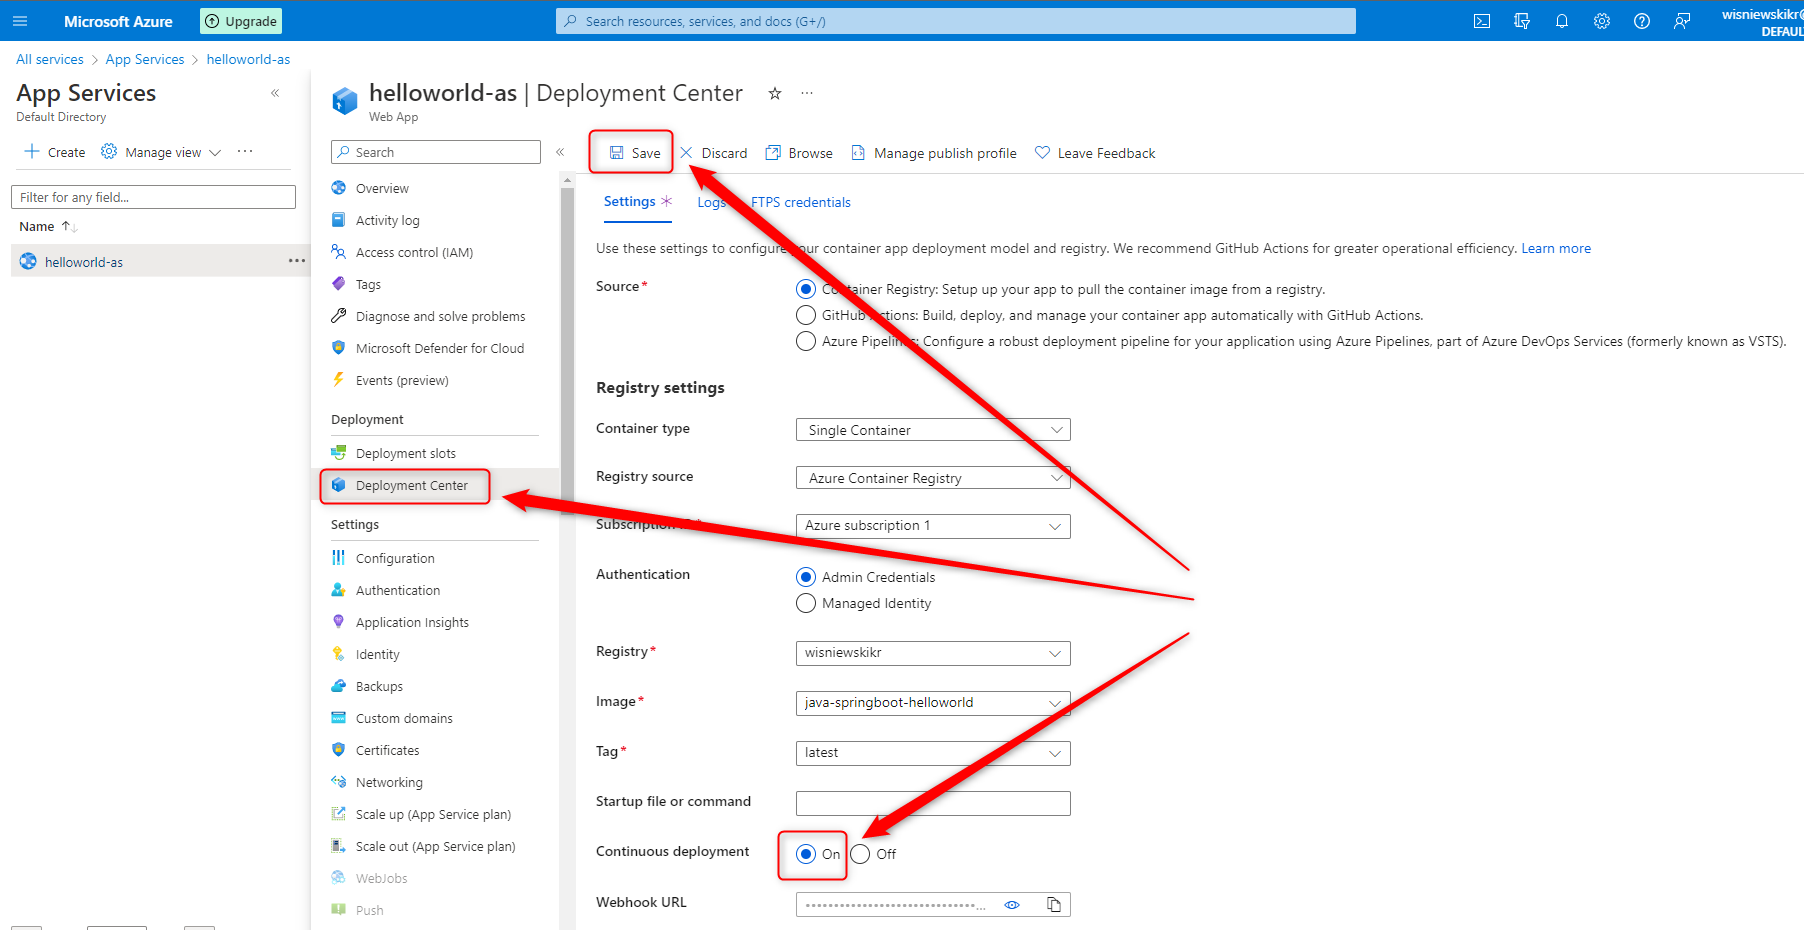 Microsoft Azure
Upgrade
Search resources, services, and docs (G+/)
wisniewskikr@
DEFAUL
All services > App Services > helloworld-as
App Services
Default Directory
Create
Manage view
Filter for any field...
Name
helloworld-as
helloworld-as | Deployment Center
Web App
Search
Overview
Activity log
Access control (IAM)
Tags
Diagnose and solve problems
Microsoft Defender for Cloud
Events (preview)
Deployment
Deployment slots
Deployment Center
Settings
Configuration
Authentication
Application Insights
Identity
Backups
Custom domains
Certificates
Networking
Scale up (App Service plan)
Scale out (App Service plan)
WebJobs
Push
Save
Discard
Browse
Manage publish profile
Leave Feedback
Settings *
Logs
FTPS credentials
Use these settings to configure your container app deployment model and registry. We recommend GitHub Actions for greater operational efficiency. Learn more
Source*
Container Registry: Setup up your app to pull the container image from a registry.
GitHub Actions: Build, deploy, and manage your container app automatically with GitHub Actions.
Azure Pipelines: Configure a robust deployment pipeline for your application using Azure Pipelines, part of Azure DevOps Services (formerly known as VSTS).
Registry settings
Container type
Single Container
Registry source
Azure Container Registry
Subscription
Azure subscription 1
Authentication
Admin Credentials
Managed Identity
Registry*
wisniewskikr
Image*
java-springboot-helloworld
Tag*
latest
Startup file or command
Continuous deployment
On
Off
Webhook URL